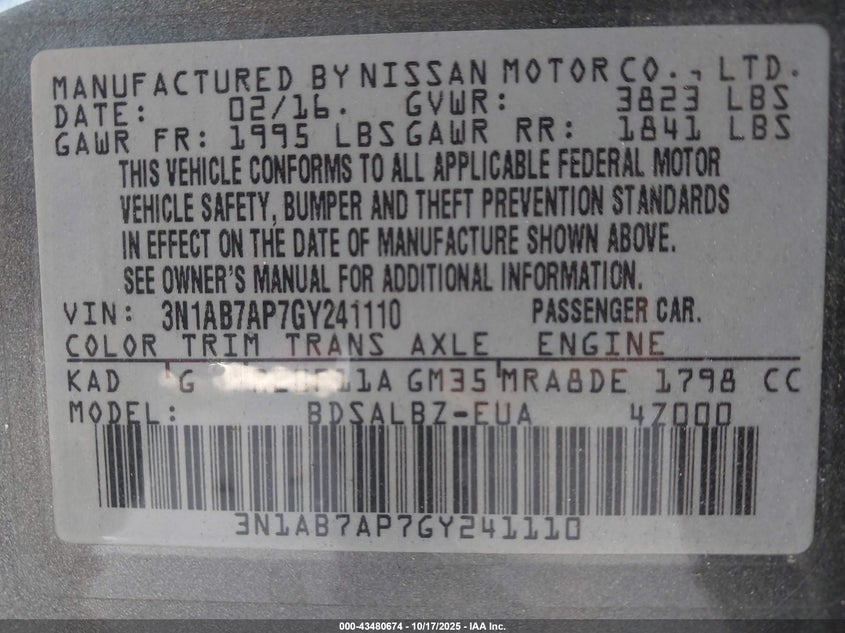 MANUFACTURED BY NISSAN MOTOR CO., LTD.
DATE: 02/16. GVWR: 3823 LBS
GAWR FR: 1995 LBS GAWR RR: 1841 LBS
THIS VEHICLE CONFORMS TO ALL APPLICABLE FEDERAL MOTOR
VEHICLE SAFETY, BUMPER AND THEFT PREVENTION STANDARDS
IN EFFECT ON THE DATE OF MANUFACTURE SHOWN ABOVE.
SEE OWNER'S MANUAL FOR ADDITIONAL INFORMATION.
VIN: 3N1AB7AP7GY241110 PASSENGER CAR.
COLOR TRIM TRANS AXLE ENGINE
KAD G GM35 MRA8DE 1798 CC
MODEL: BDSALBZ-EUA 4Z000
3N1AB7AP7GY241110
000-43480674 - 10/17/2025 - IAA Inc.